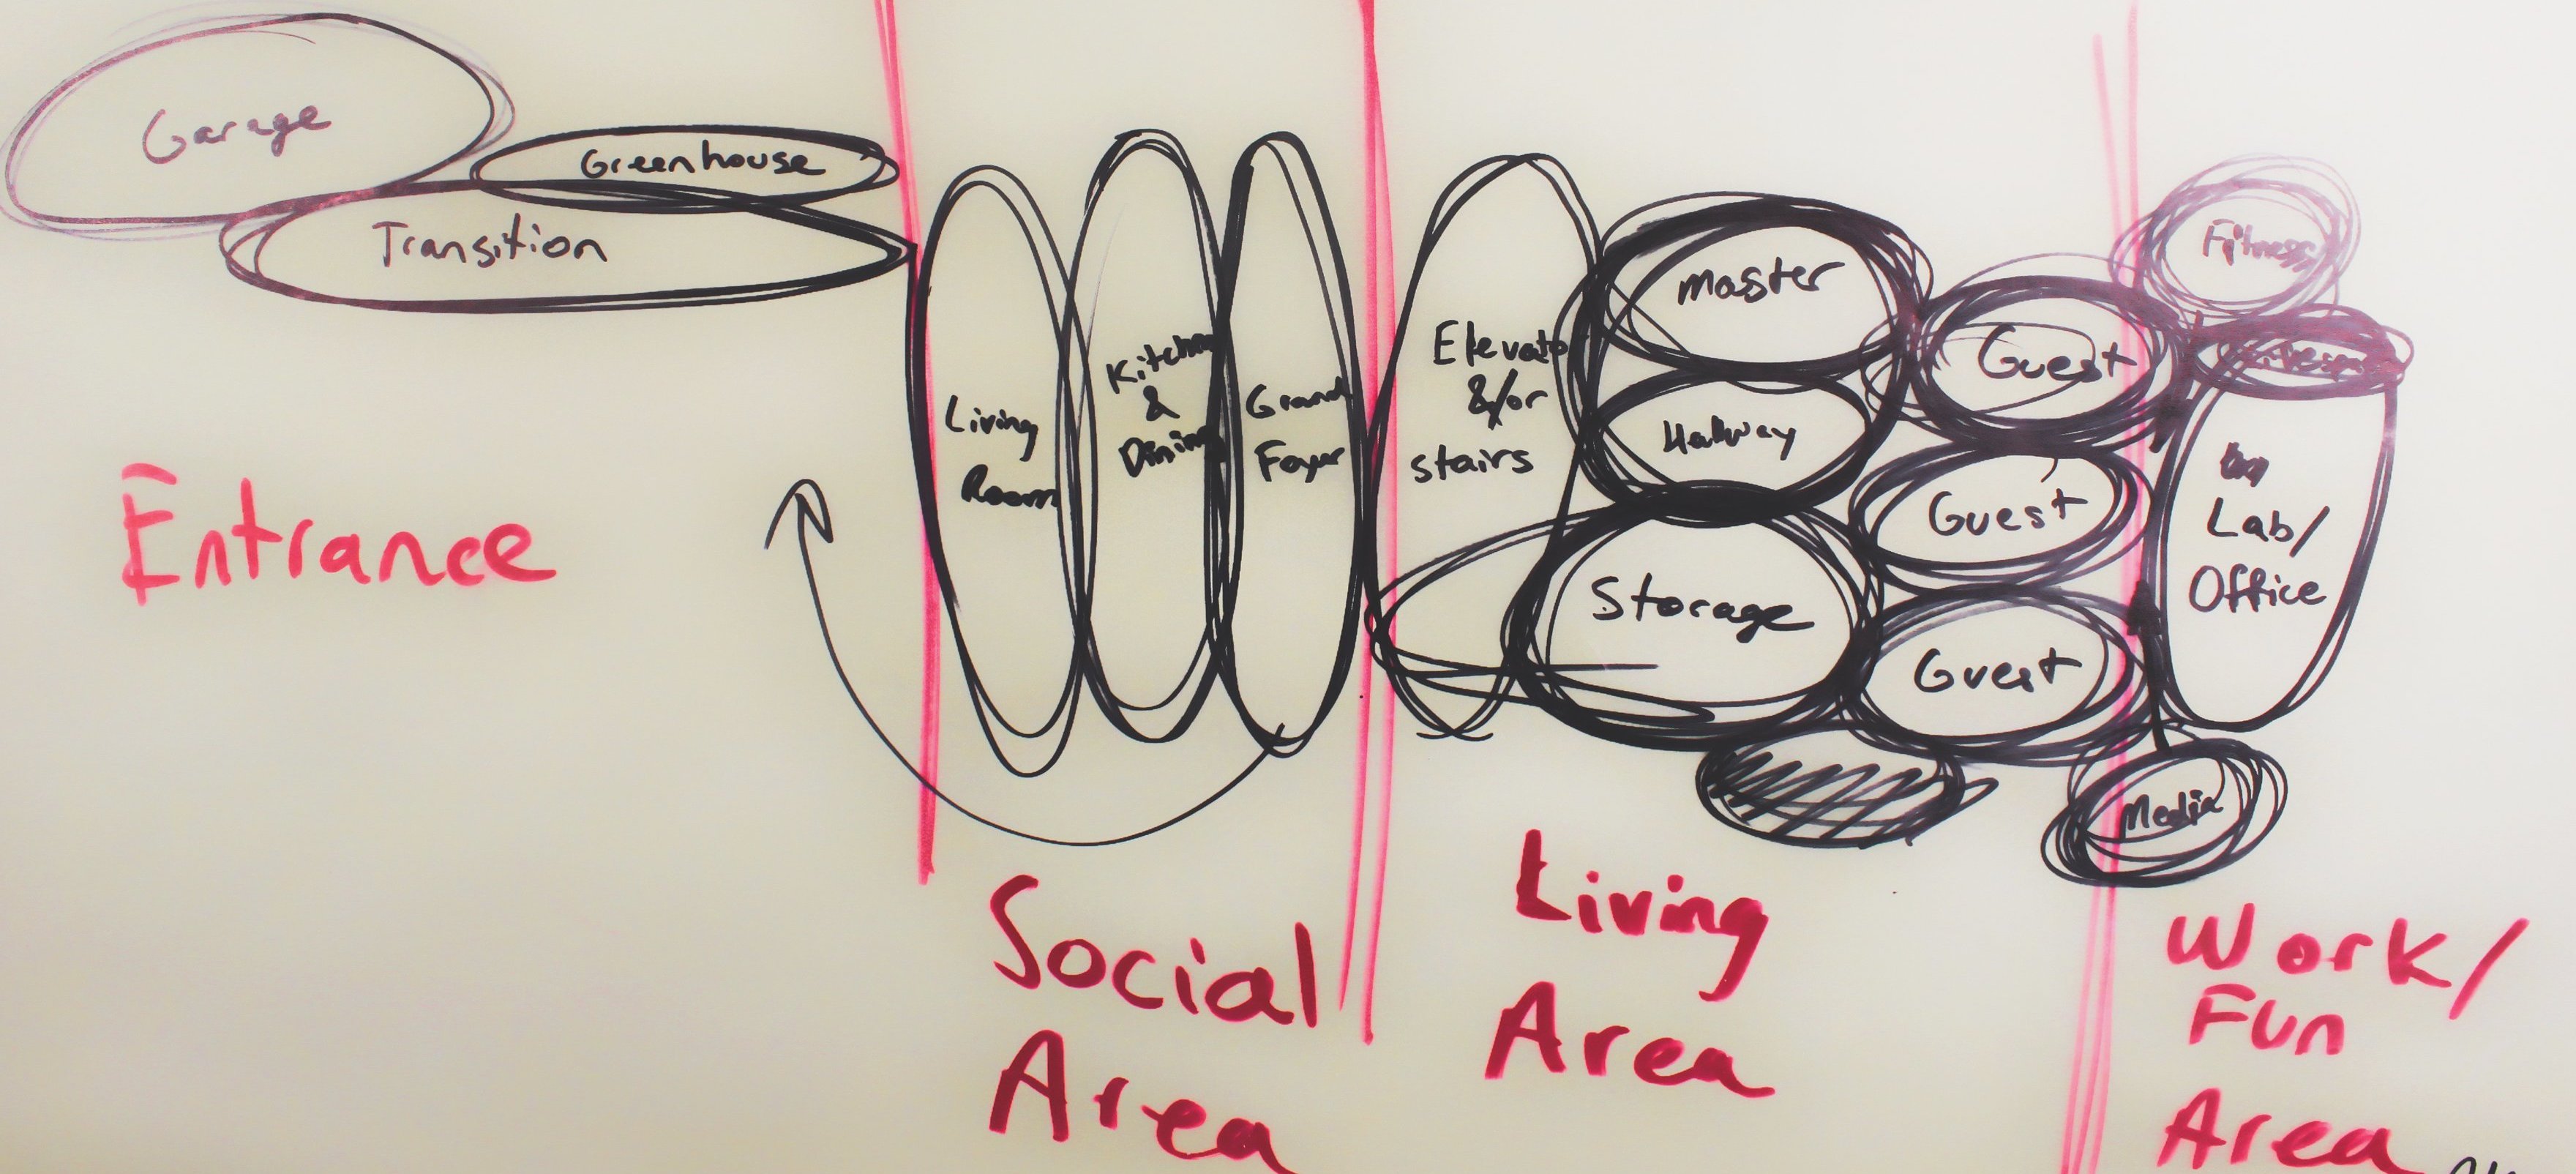 Garage
Greenhouse
Transition
Entrance
Living
Room
Kitchen
&
Dining
Grand
Foyer
Social
Area
Elevator
&/or
stairs
Master
Hallway
Storage
Guest
Guest
Guest
Living
Area
Fitness
Lab/
Office
Media
Work/
Fun
Area